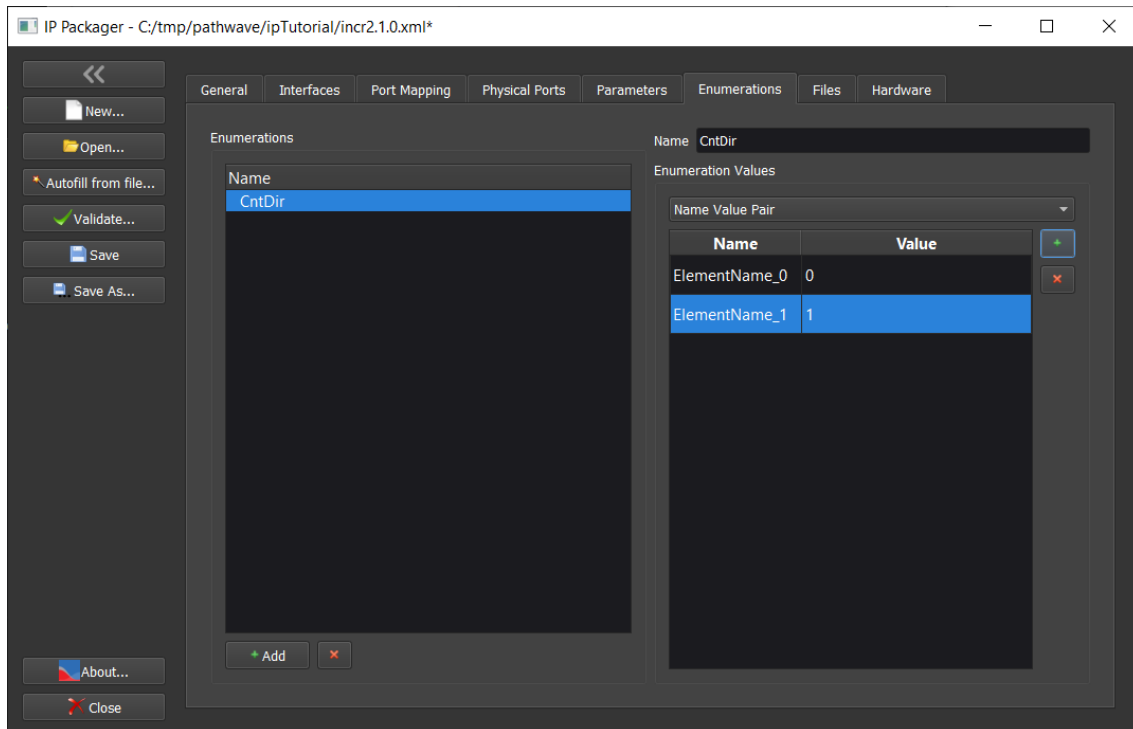 IP Packager - C:/tmp/pathwave/ipTutorial/incr2.1.0.xml*
New...
Open...
Autofill from file...
Validate...
Save
Save As...
About...
Close
General Interfaces Port Mapping Physical Ports Parameters Enumerations Files Hardware
Enumerations
Name
CntDir
+ Add
Name CntDir
Enumeration Values
Name Value Pair
Name Value
ElementName_0 0
ElementName_1 1